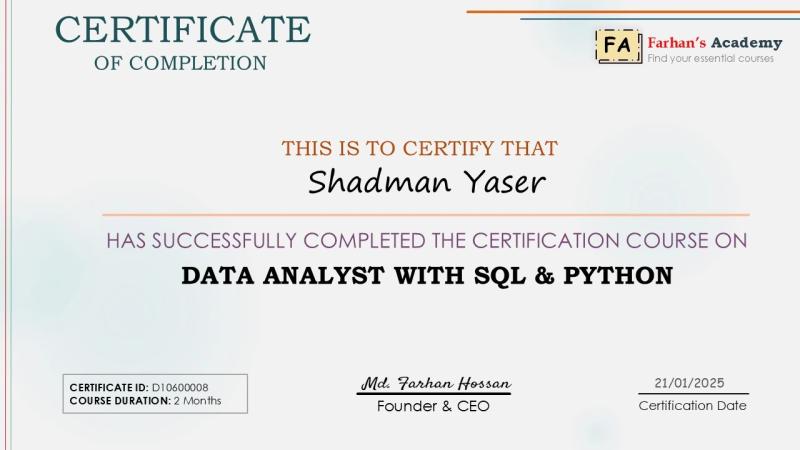 CERTIFICATE
OF COMPLETION
FA
Farhan's Academy
Find your essential courses
THIS IS TO CERTIFY THAT
Shadman Yaser
HAS SUCCESSFULLY COMPLETED THE CERTIFICATION COURSE ON
DATA ANALYST WITH SQL & PYTHON
CERTIFICATE ID: D10600008
COURSE DURATION: 2 Months
Md. Farhan Hossan
Founder & CEO
21/01/2025
Certification Date